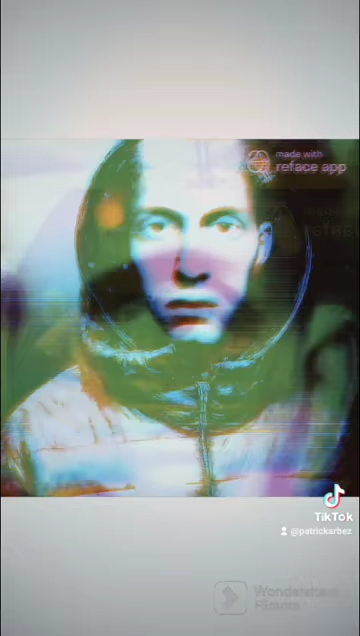 made with
reface app
TikTok
@patrickarbez
Wondershare
Filmora